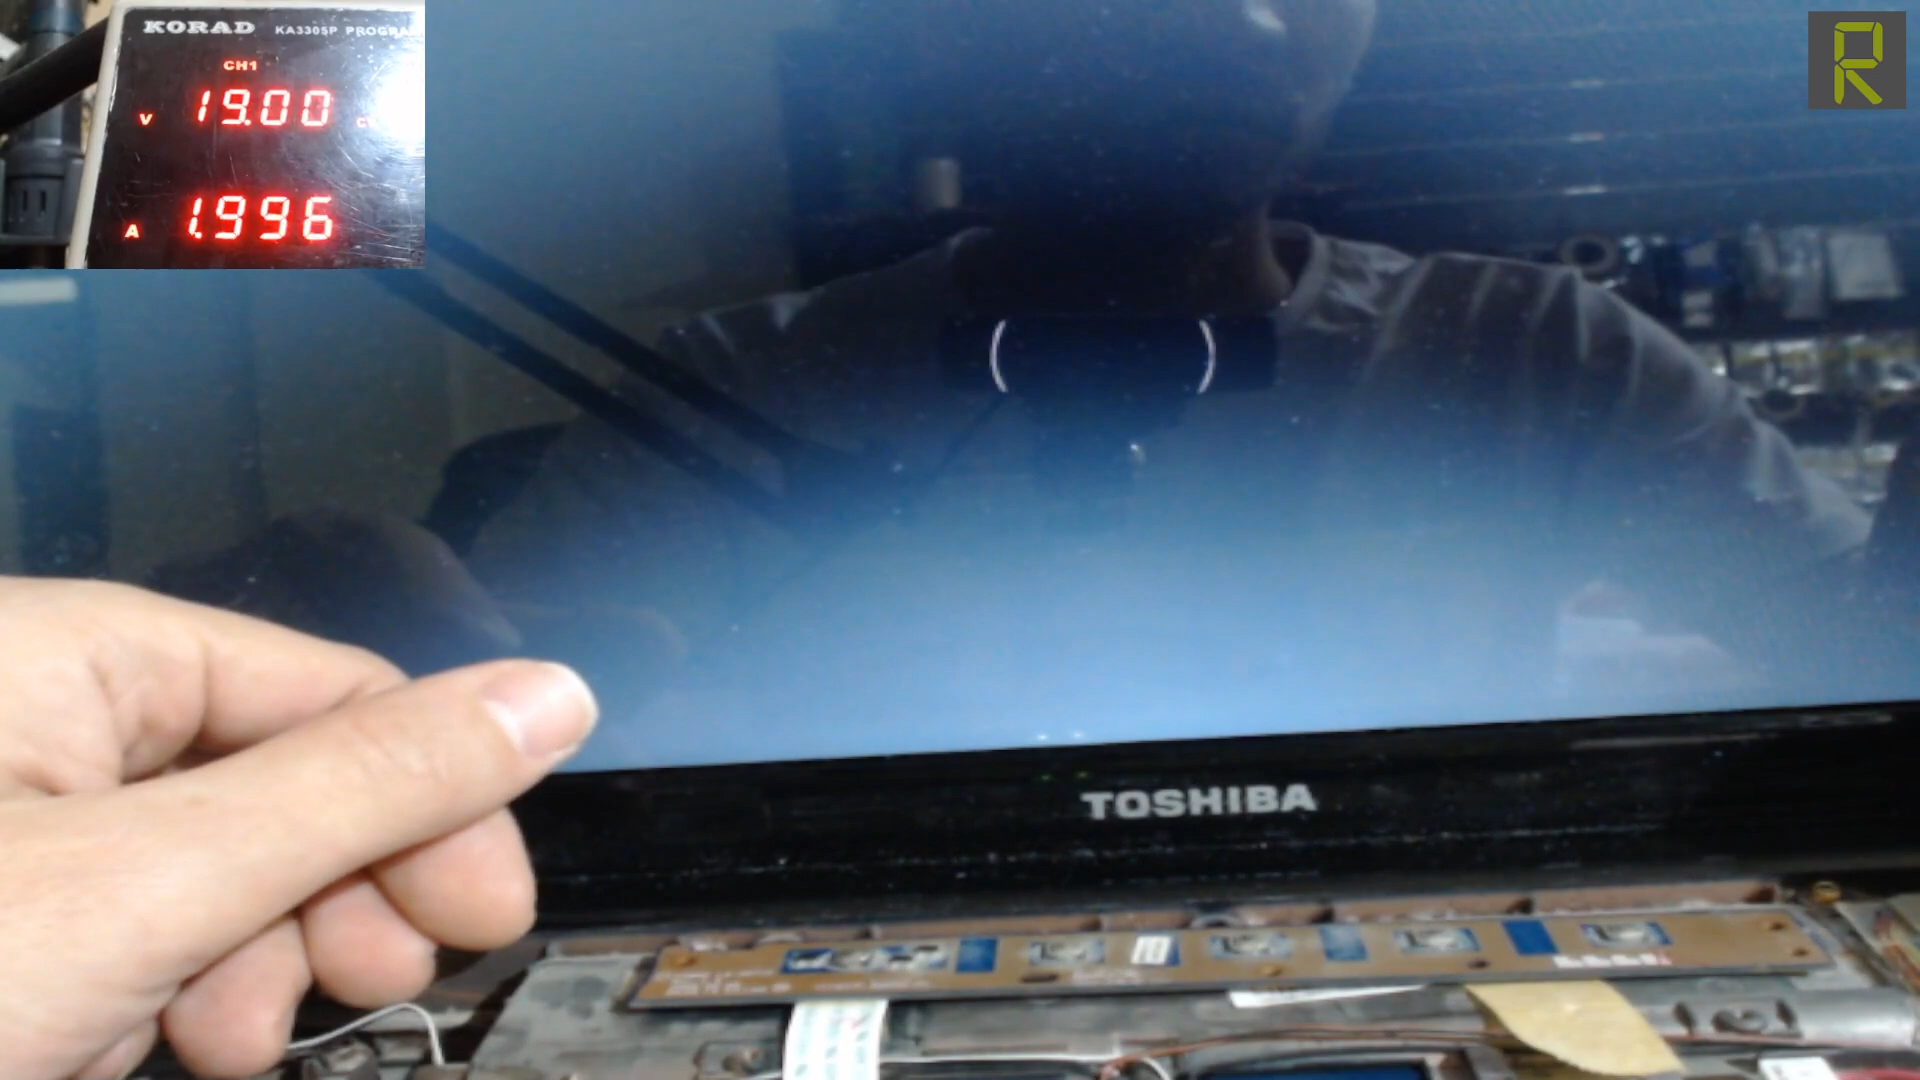 KORAD KA3305P PROGRA
CH1
V 19.00
A 1.996
R
TOSHIBA